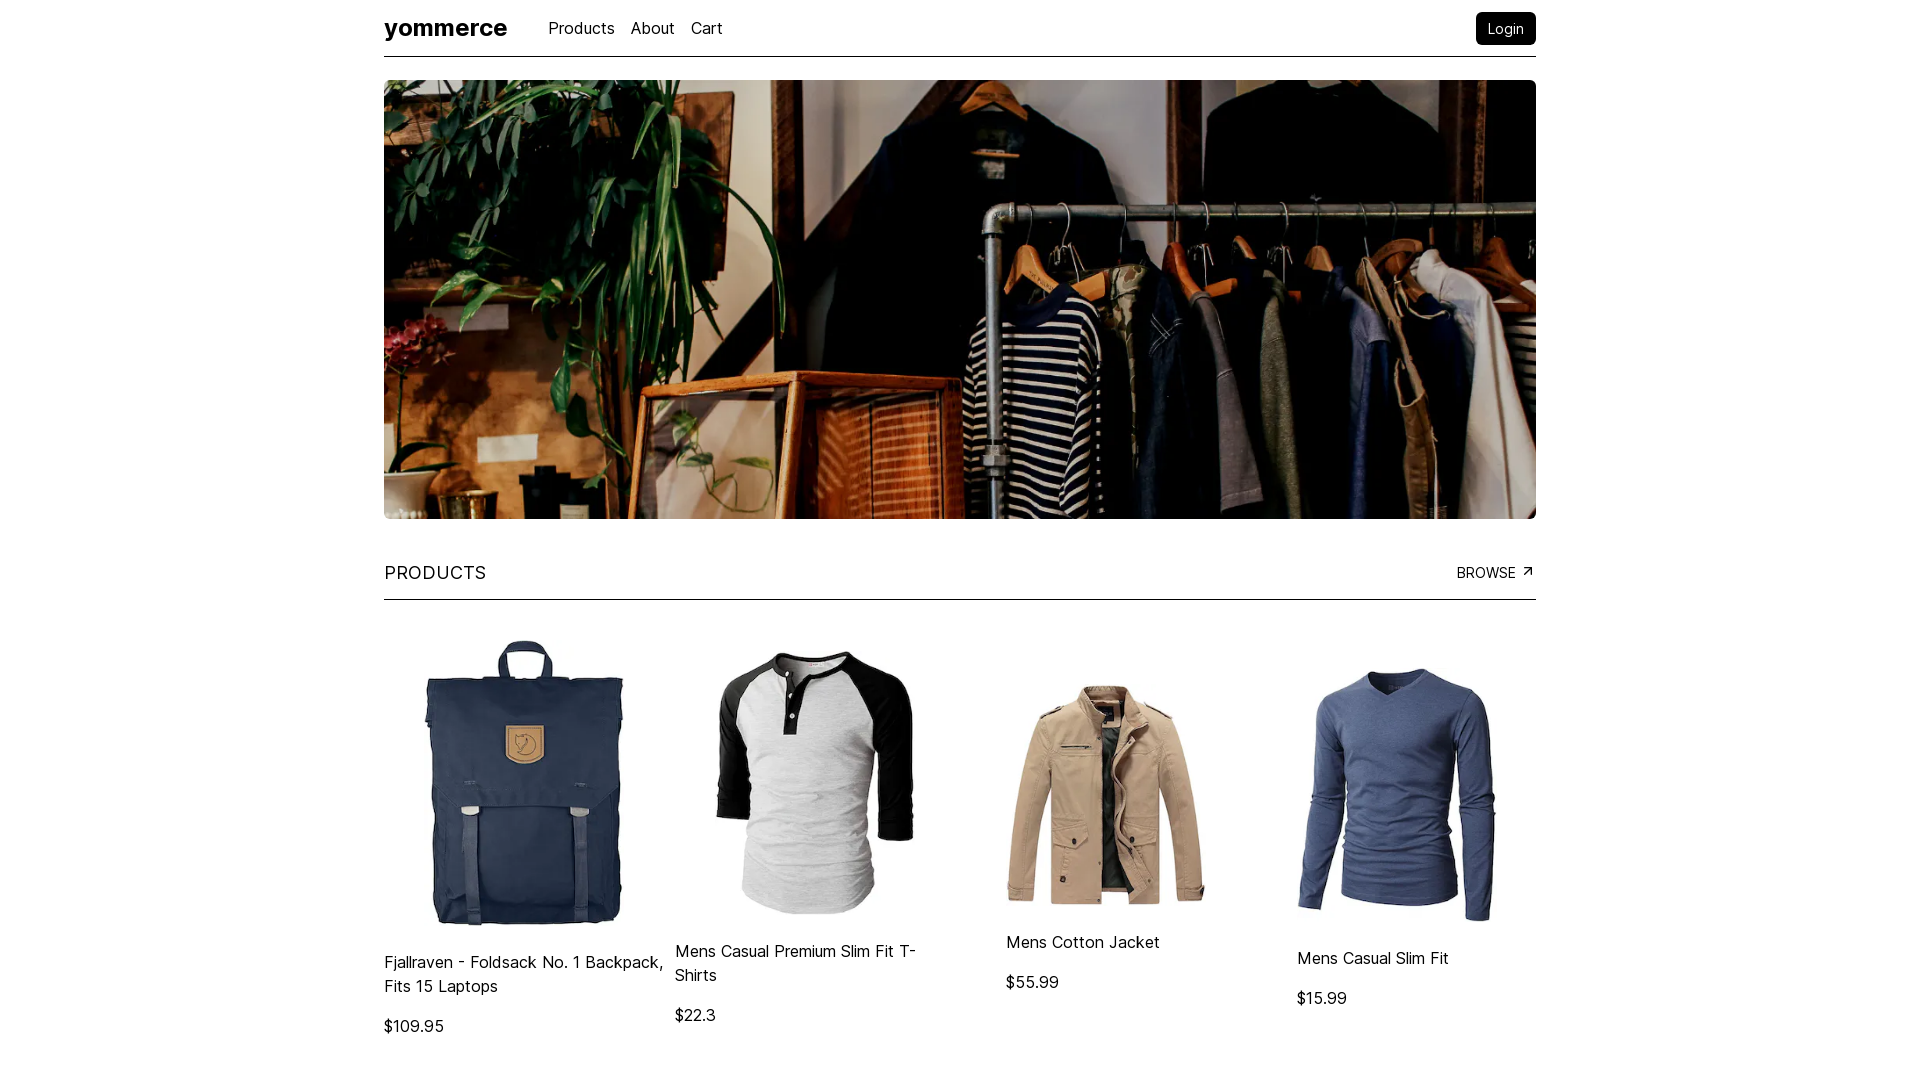 yommerce
Products
About
Cart
Login
PRODUCTS
BROWSE
Fjallraven - Foldsack No. 1 Backpack,
Fits 15 Laptops
$109.95
Mens Casual Premium Slim Fit T-
Shirts
$22.3
Mens Cotton Jacket
$55.99
Mens Casual Slim Fit
$15.99